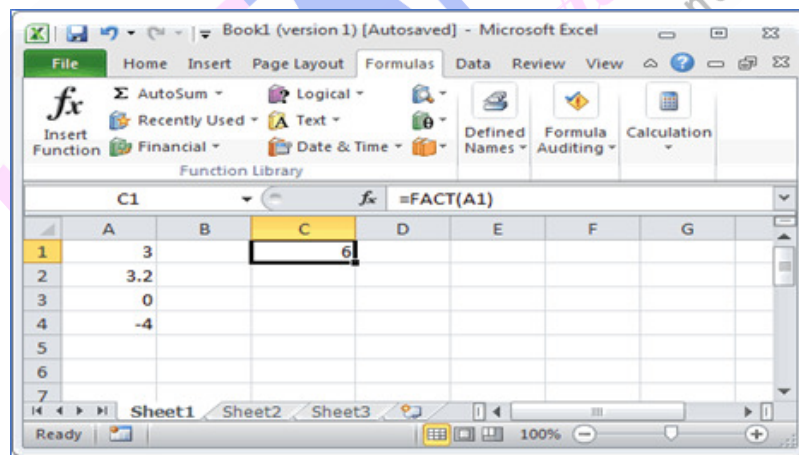 Book1 (version 1) [Autosaved] - Microsoft Excel
File Home Insert Page Layout Formulas Data Review View
fx Insert Function
Σ AutoSum
Recently Used
Financial
Logical
A Text
Date & Time
Defined Names
Formula Auditing
Calculation
Function Library
C1 fx =FACT(A1)
A B C D E F G
1 3 6
2 3.2
3 0
4 -4
5
6
7
Sheet1 Sheet2 Sheet3
Ready 100%